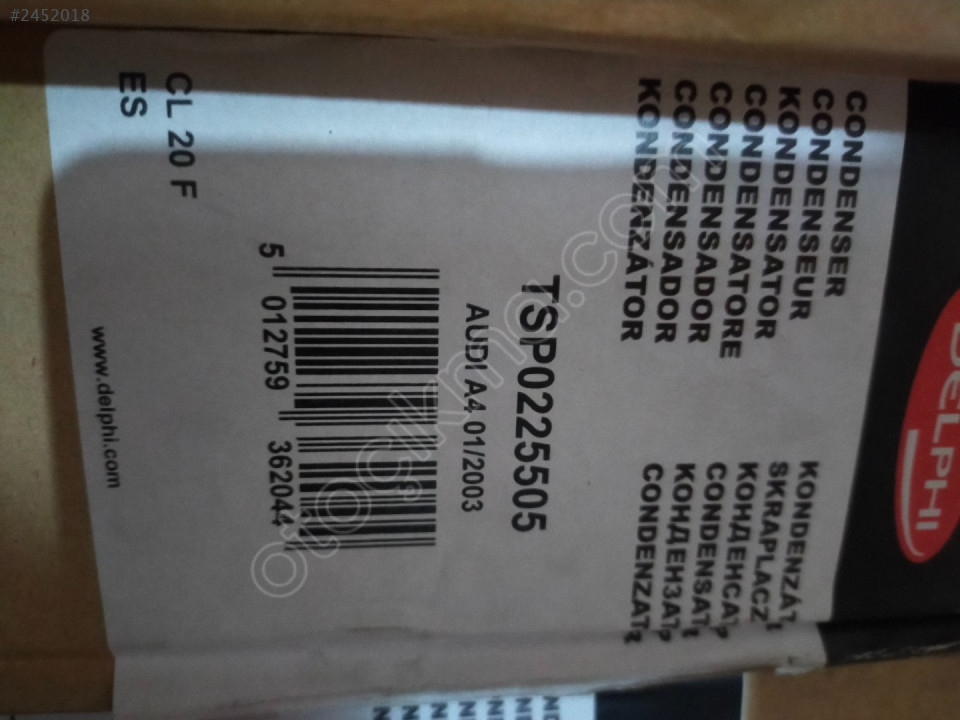 #2452018
DELPHI
CONDENSER
CONDENSEUR
KONDENSATOR
CONDENSATORE
CONDENSADOR
CONDENSADOR
KONDENZÁTOR
KONDENZÁT
SKRAPLACZ
КОНДЕНСАТ
CONDENSAT
КОНДЕНЗАТ
CONDENZAT
TSP0225505
AUDI A4 01/2003
5 012759 362044
www.delphi.com
CL 20 F
ES
otocikma.com